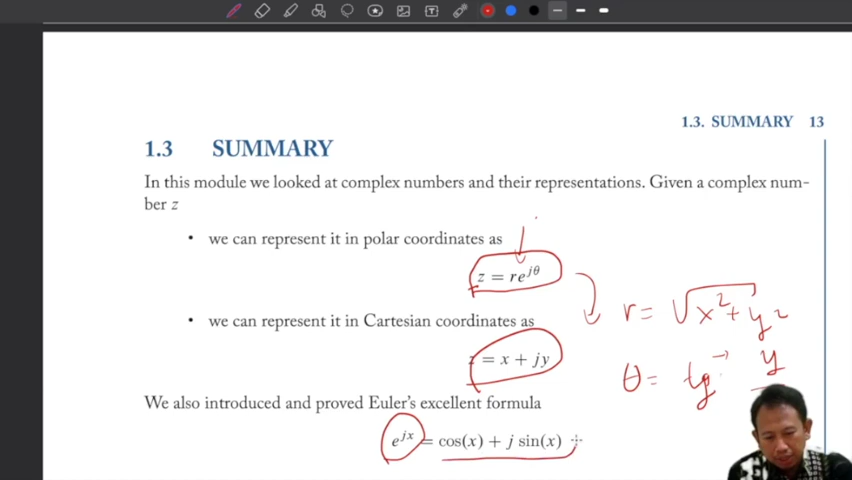 1.3. SUMMARY 13
1.3 SUMMARY
In this module we looked at complex numbers and their representations. Given a complex num-
ber z
• we can represent it in polar coordinates as
z = re^{jθ}
r = √x²+y²
• we can represent it in Cartesian coordinates as
z = x + jy
θ = tg⁻¹ y
We also introduced and proved Euler's excellent formula
e^{jx} = cos(x) + j sin(x)